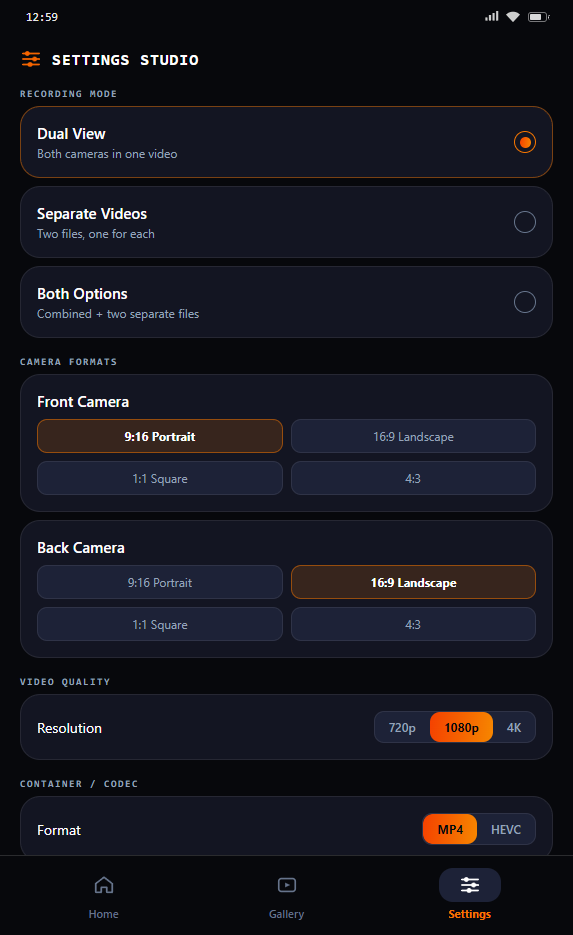 12:59
SETTINGS STUDIO
RECORDING MODE
Dual View
Both cameras in one video
Separate Videos
Two files, one for each
Both Options
Combined + two separate files
CAMERA FORMATS
Front Camera
9:16 Portrait 16:9 Landscape
1:1 Square 4:3
Back Camera
9:16 Portrait 16:9 Landscape
1:1 Square 4:3
VIDEO QUALITY
Resolution 720p 1080p 4K
CONTAINER / CODEC
Format MP4 HEVC
Home Gallery Settings